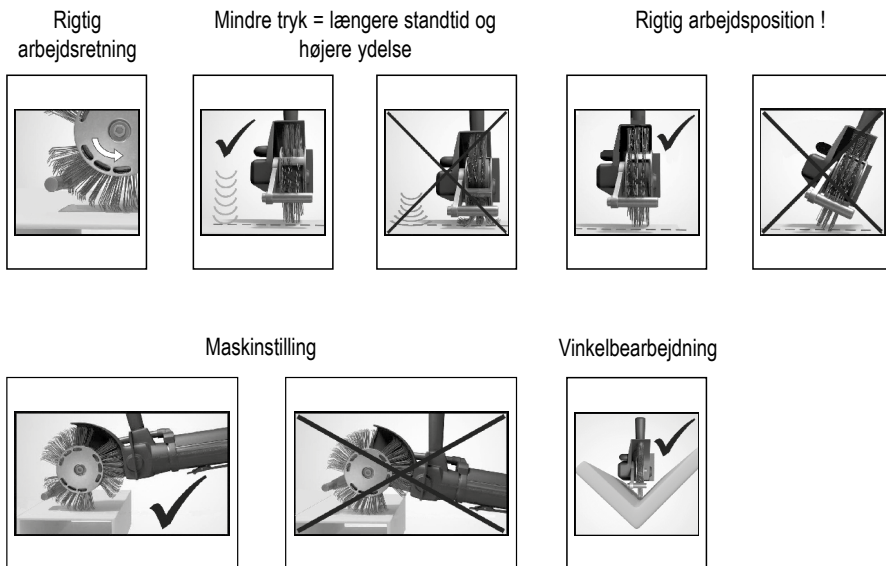 Rigtig
arbejdsretning
Mindre tryk = længere standtid og
højere ydelse
Rigtig arbejdsposition !
Maskinstilling
Vinkelbearbejdning